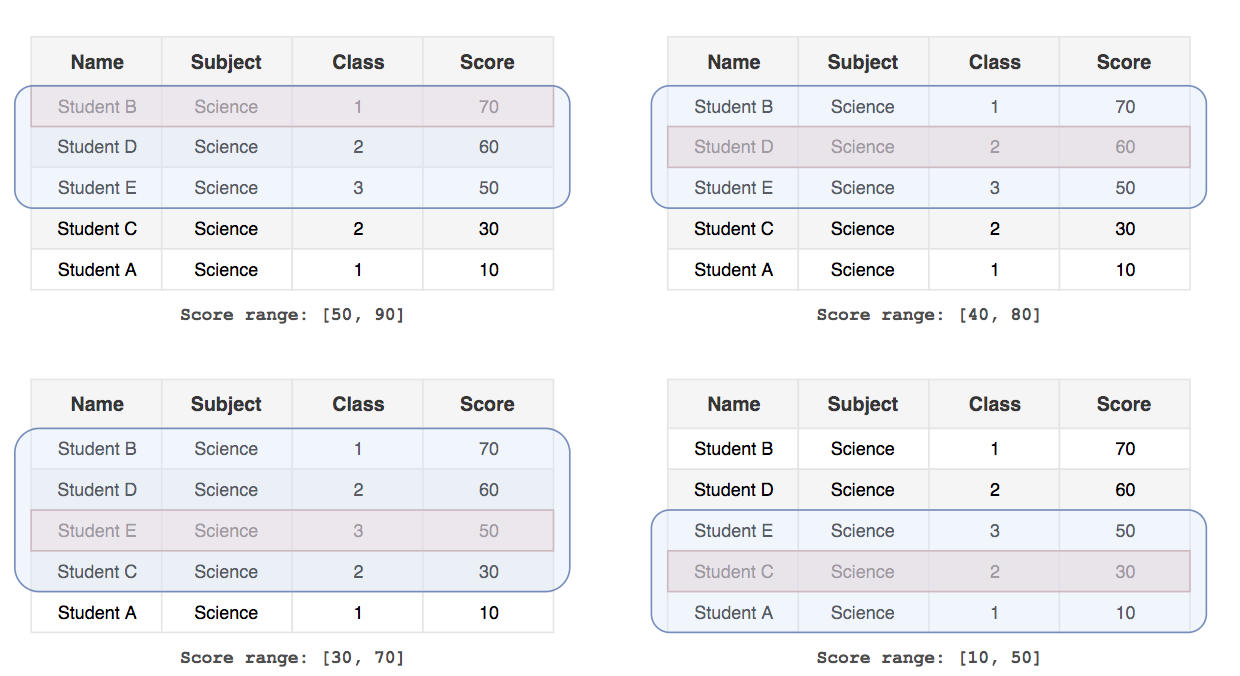 Name Subject Class Score
Student B Science 1 70
Student D Science 2 60
Student E Science 3 50
Student C Science 2 30
Student A Science 1 10
Score range: [50, 90]
Name Subject Class Score
Student B Science 1 70
Student D Science 2 60
Student E Science 3 50
Student C Science 2 30
Student A Science 1 10
Score range: [40, 80]
Name Subject Class Score
Student B Science 1 70
Student D Science 2 60
Student E Science 3 50
Student C Science 2 30
Student A Science 1 10
Score range: [30, 70]
Name Subject Class Score
Student B Science 1 70
Student D Science 2 60
Student E Science 3 50
Student C Science 2 30
Student A Science 1 10
Score range: [10, 50]